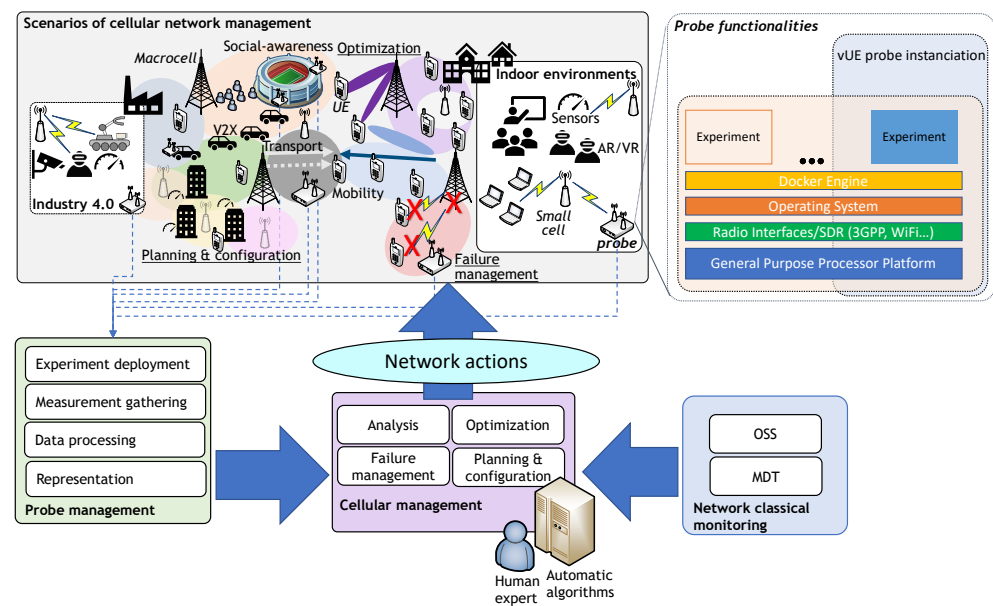 Scenarios of cellular network management
Macrocell
Social-awareness
Optimization
UE
V2X
Transport
Mobility
Industry 4.0
Planning & configuration
Failure
management
Indoor environments
Sensors
AR/VR
Small
cell
probe
Probe functionalities
vUE probe instanciation
Experiment
...
Experiment
Docker Engine
Operating System
Radio Interfaces/SDR (3GPP, WiFi…)
General Purpose Processor Platform
Network actions
Experiment deployment
Measurement gathering
Data processing
Representation
Probe management
Analysis
Optimization
Failure
management
Planning &
configuration
Cellular management
Human
expert
Automatic
algorithms
OSS
MDT
Network classical
monitoring